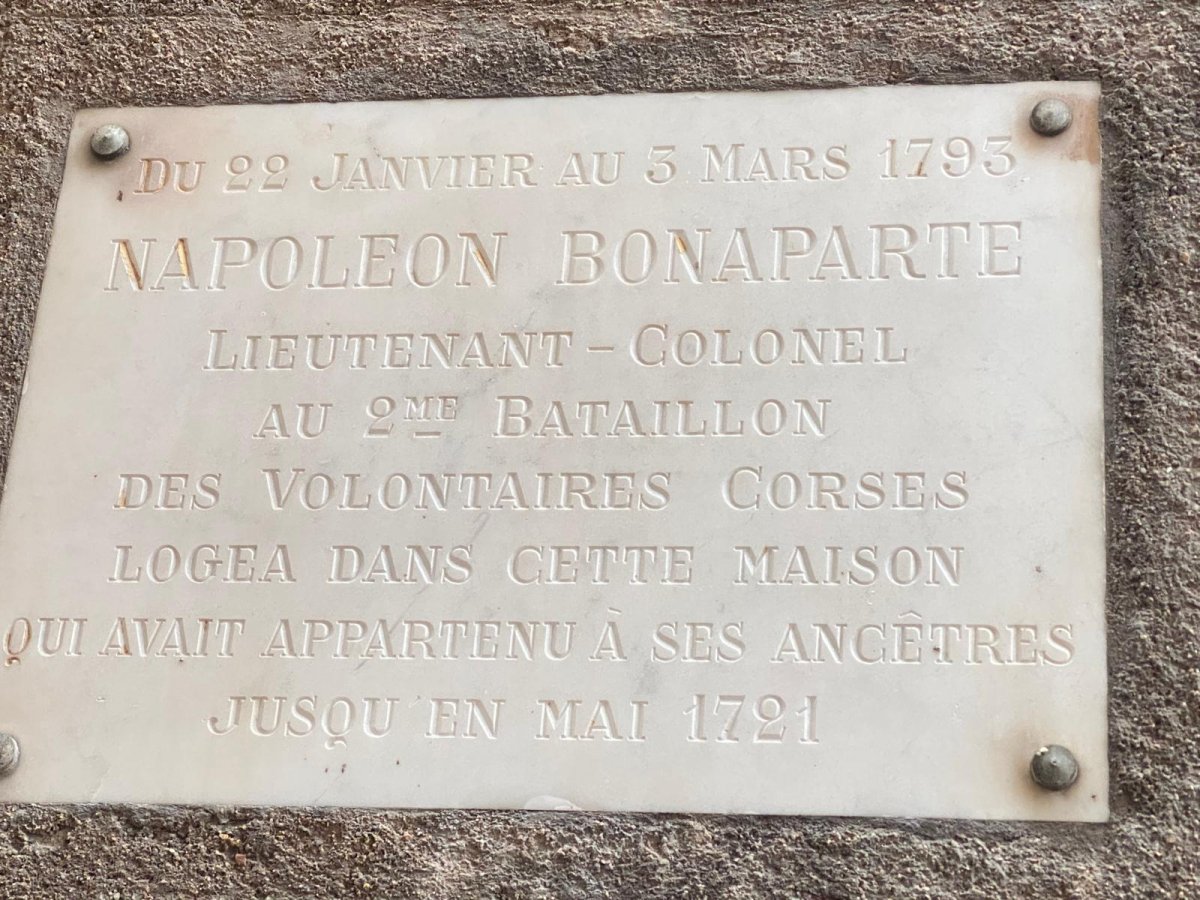 DU 22 JANVIER AU 3 MARS 1793
NAPOLEON BONAPARTE
LIEUTENANT-COLONEL
AU 2ME BATAILLON
DES VOLONTAIRES CORSES
LOGEA DANS CETTE MAISON
QUI AVAIT APPARTENU À SES ANCÊTRES
JUSQU'EN MAI 1721